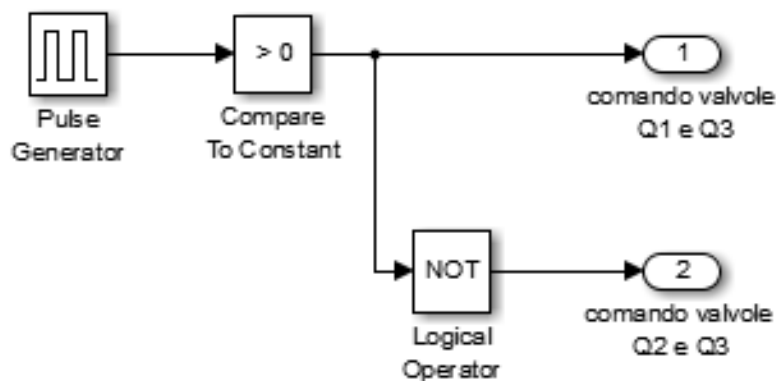 Pulse
Generator
> 0
Compare
To Constant
1
comando valvole
Q1 e Q3
NOT
Logical
Operator
2
comando valvole
Q2 e Q3